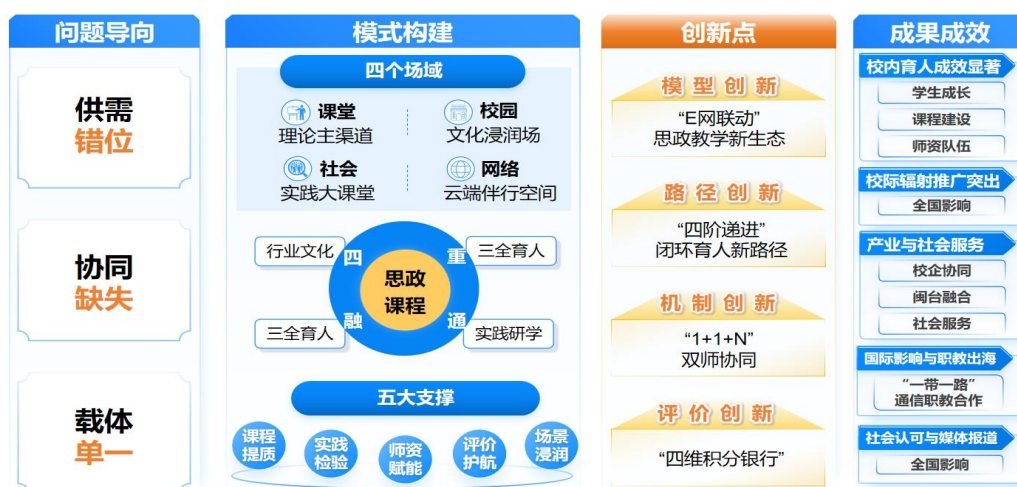 问题导向
供需
错位
协同
缺失
载体
单一
模式构建
四个场域
课堂
理论主渠道
校园
文化浸润场
社会
实践大课堂
网络
云端伴行空间
行业文化
三全育人
四重融通
思政
课程
三全育人
实践研学
五大支撑
课程
提质
实践
检验
师资
赋能
评价
护航
场景
浸润
创新点
模型创新
“E网联动”
思政教学新生态
路径创新
“四阶递进”
闭环育人新路径
机制创新
“1+1+N”
双师协同
评价创新
“四维积分银行”
成果成效
校内育人成效显著
学生成长
课程建设
师资队伍
校际辐射推广突出
全国影响
产业与社会服务
校企协同
闽台融合
社会服务
国际影响与职教出海
“一带一路”
通信职教合作
社会认可与媒体报道
全国影响